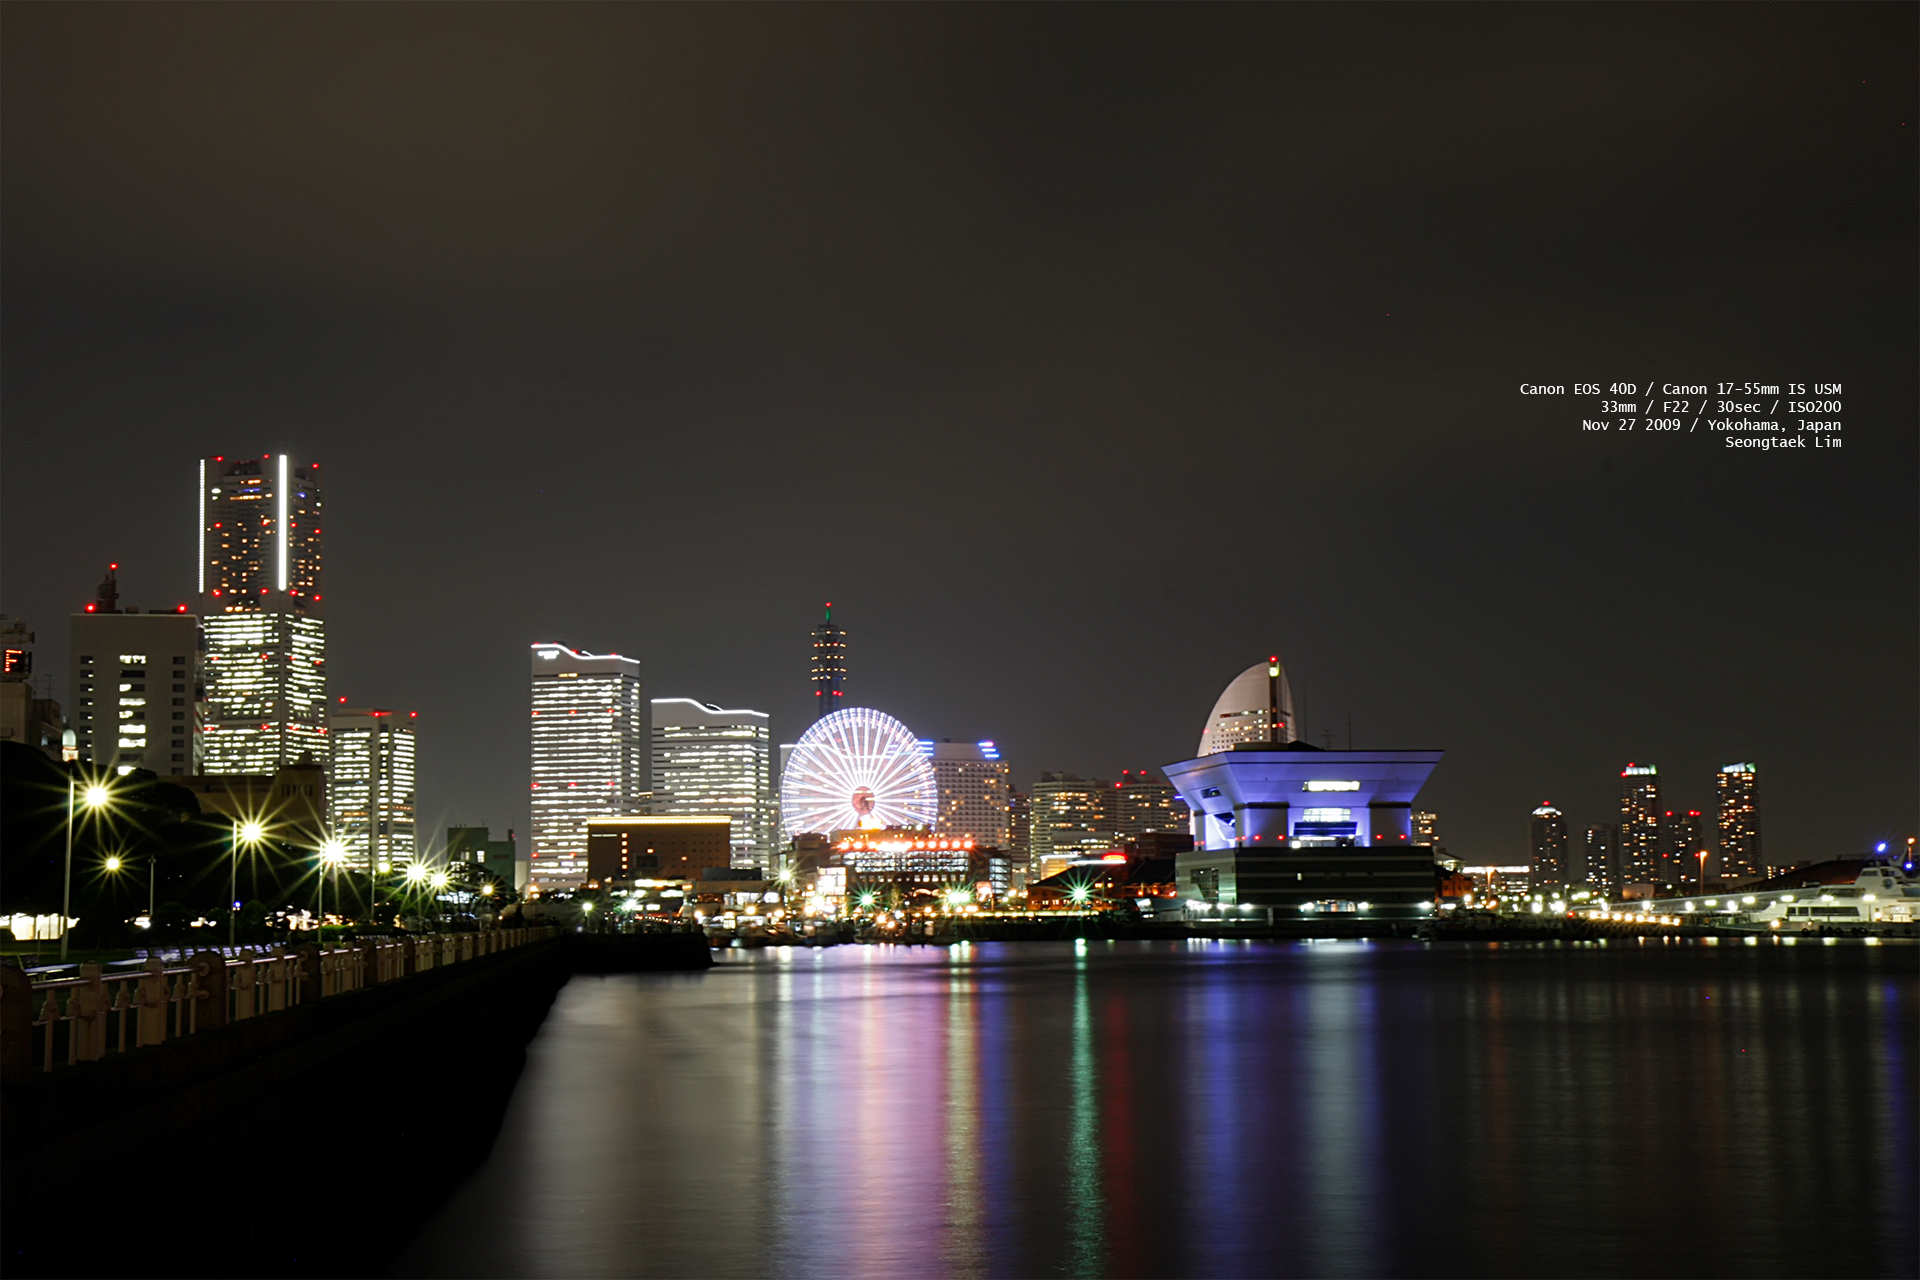 Canon EOS 40D / Canon 17-55mm IS USM
33mm / F22 / 30sec / ISO200
Nov 27 2009 / Yokohama, Japan
Seongtaek Lim
F